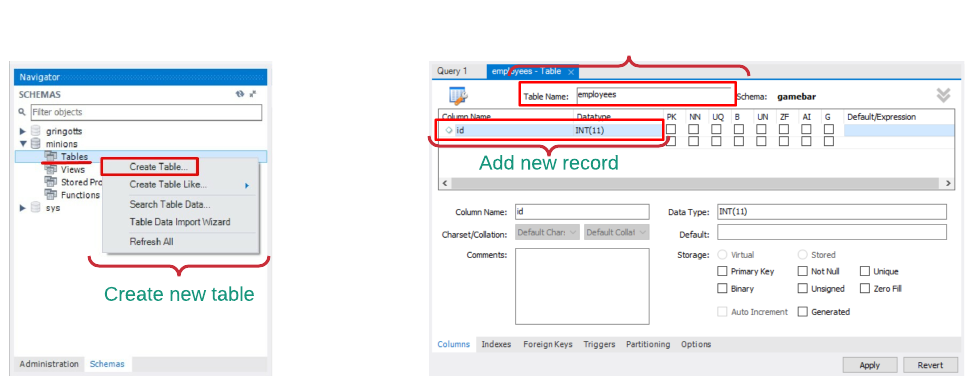 Navigator
SCHEMAS
Filter objects
gringotts
minions
Tables
Views
Stored Pro
Functions
sys
Create Table...
Create Table Like...
Search Table Data...
Table Data Import Wizard
Refresh All
Create new table
Administration Schemas
Query 1 employees - Table
Table Name: employees Schema: gamebar
Column Name Datatype PK NN UQ B UN ZF AI G Default/Expression
id INT(11)
Add new record
Column Name: id Data Type: INT(11)
Charset/Collation: Default Char Default Collat Default:
Comments: Storage: Virtual Stored
Primary Key Not Null Unique
Binary Unsigned Zero Fill
Auto Increment Generated
Columns Indexes Foreign Keys Triggers Partitioning Options
Apply Revert